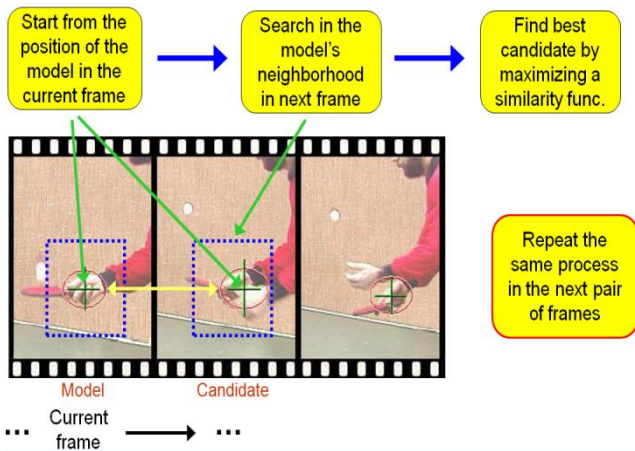 Start from the
position of the
model in the
current frame
Search in the
model's
neighborhood
in next frame
Find best
candidate by
maximizing a
similarity func.
Repeat the
same process
in the next pair
of frames
Model
Candidate
... Current
frame
...